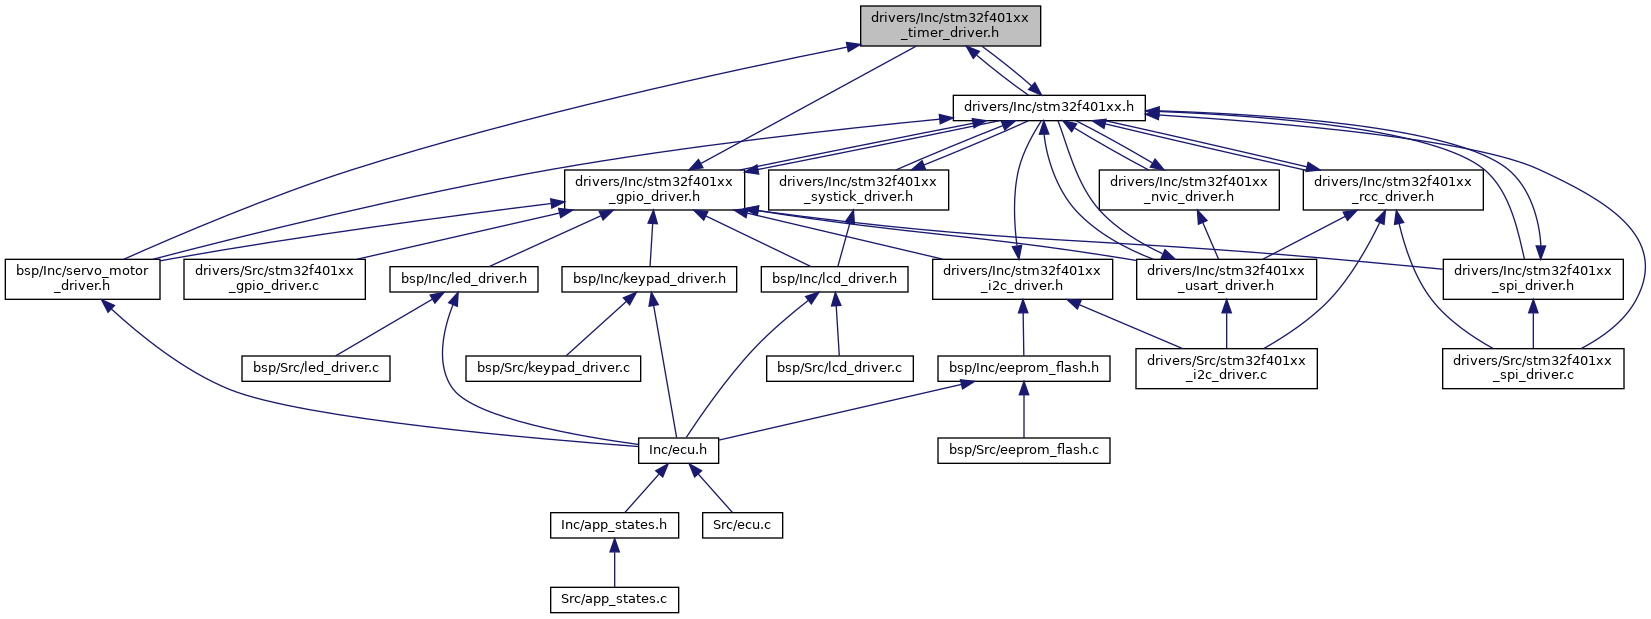 drivers/Inc/stm32f401xx
_timer_driver.h
drivers/Inc/stm32f401xx.h
drivers/Inc/stm32f401xx
_gpio_driver.h
drivers/Inc/stm32f401xx
_systick_driver.h
drivers/Inc/stm32f401xx
_nvic_driver.h
drivers/Inc/stm32f401xx
_rcc_driver.h
bsp/Inc/servo_motor
_driver.h
drivers/Src/stm32f401xx
_gpio_driver.c
bsp/Inc/led_driver.h
bsp/Inc/keypad_driver.h
bsp/Inc/lcd_driver.h
drivers/Inc/stm32f401xx
_i2c_driver.h
drivers/Inc/stm32f401xx
_usart_driver.h
drivers/Inc/stm32f401xx
_spi_driver.h
bsp/Src/led_driver.c
bsp/Src/keypad_driver.c
bsp/Src/lcd_driver.c
bsp/Inc/eeprom_flash.h
drivers/Src/stm32f401xx
_i2c_driver.c
drivers/Src/stm32f401xx
_spi_driver.c
Inc/ecu.h
bsp/Src/eeprom_flash.c
Inc/app_states.h
Src/ecu.c
Src/app_states.c